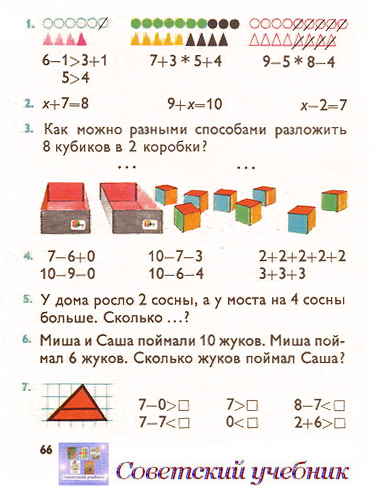 1.
6−1>3+1 7+3 * 5+4 9−5 * 8−4
5>4
2. x+7=8 9+x=10 x−2=7
3. Как можно разными способами разложить
8 кубиков в 2 коробки?
... ...
4. 7−6+0 10−7−3 2+2+2+2+2
10−9−0 10−6−4 3+3+3
5. У дома росло 2 сосны, а у моста на 4 сосны
больше. Сколько ...?
6. Миша и Саша поймали 10 жуков. Миша пой-
мал 6 жуков. Сколько жуков поймал Саша?
7. 7−0>□ 7>□ 8−7<□
7−7<□ 0<□ 2+6>□
66
Советский учебник